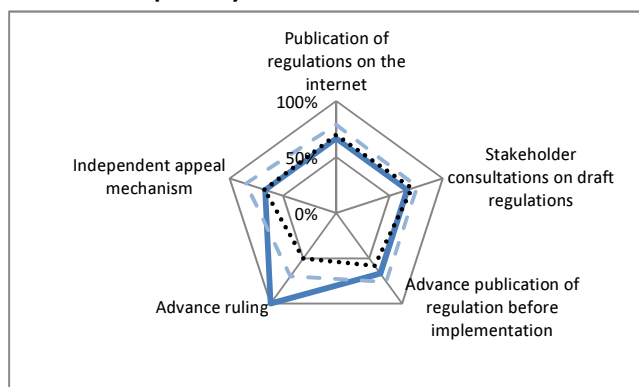 Publication of
regulations on the
internet
100%
50%
0%
Independent appeal
mechanism
Stakeholder
consultations on draft
regulations
Advance ruling
Advance publication of
regulation before
implementation